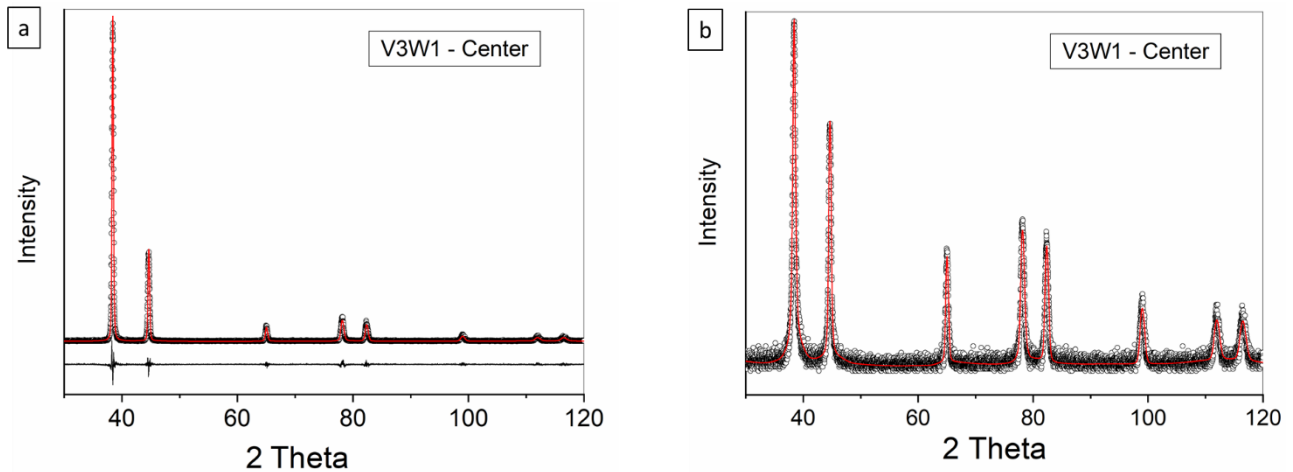 a
V3W1 - Center
Intensity
40 60 80 100 120
2 Theta
b
V3W1 - Center
Intensity
40 60 80 100 120
2 Theta